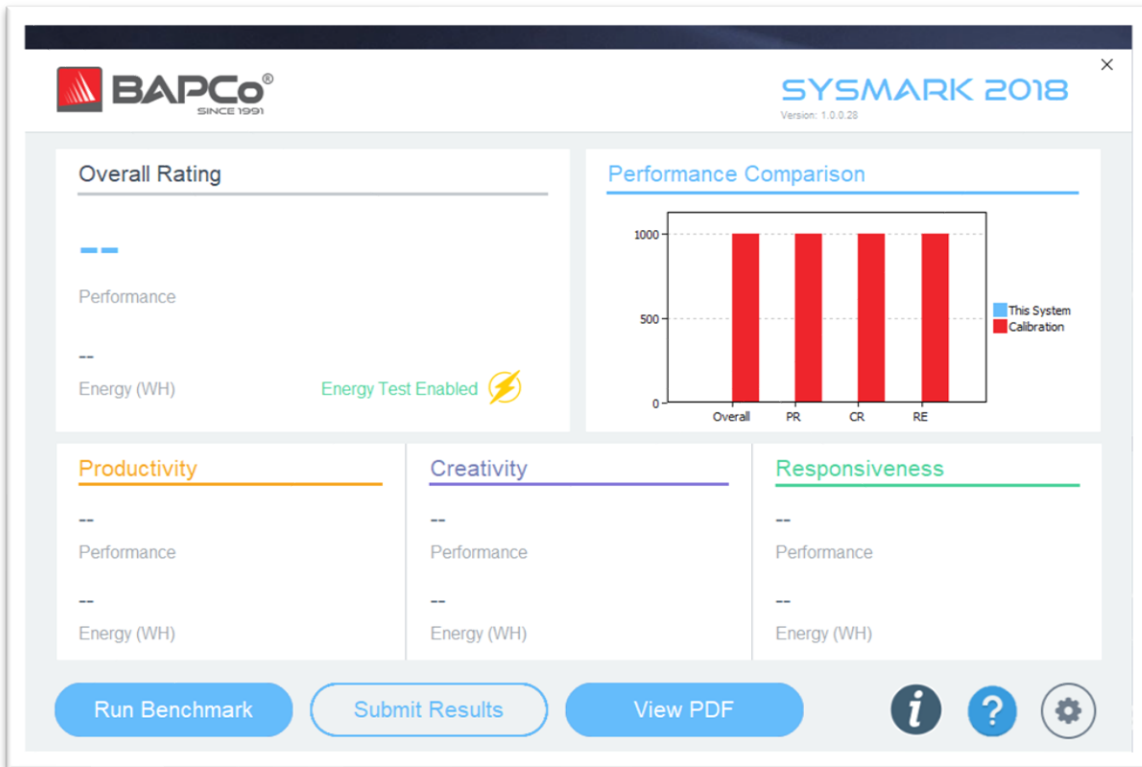 BAPCo®
SINCE 1991
SYSMARK 2018
Version: 1.0.0.28
Overall Rating
--
Performance
--
Energy (WH)
Energy Test Enabled
Performance Comparison
1000
500
0
Overall PR CR RE
This System
Calibration
Productivity
--
Performance
--
Energy (WH)
Creativity
--
Performance
--
Energy (WH)
Responsiveness
--
Performance
--
Energy (WH)
Run Benchmark
Submit Results
View PDF
i
?